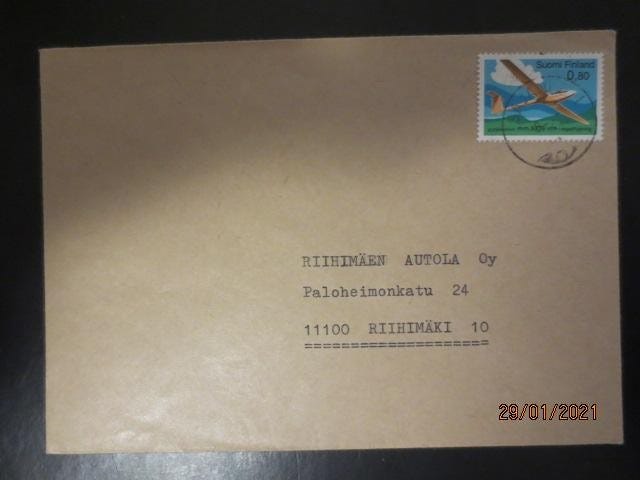 Suomi Finland
0,80
RIIHIMÄEN AUTOLA Oy
Paloheimonkatu 24
11100 RIIHIMÄKI 10
===================
29/01/2021